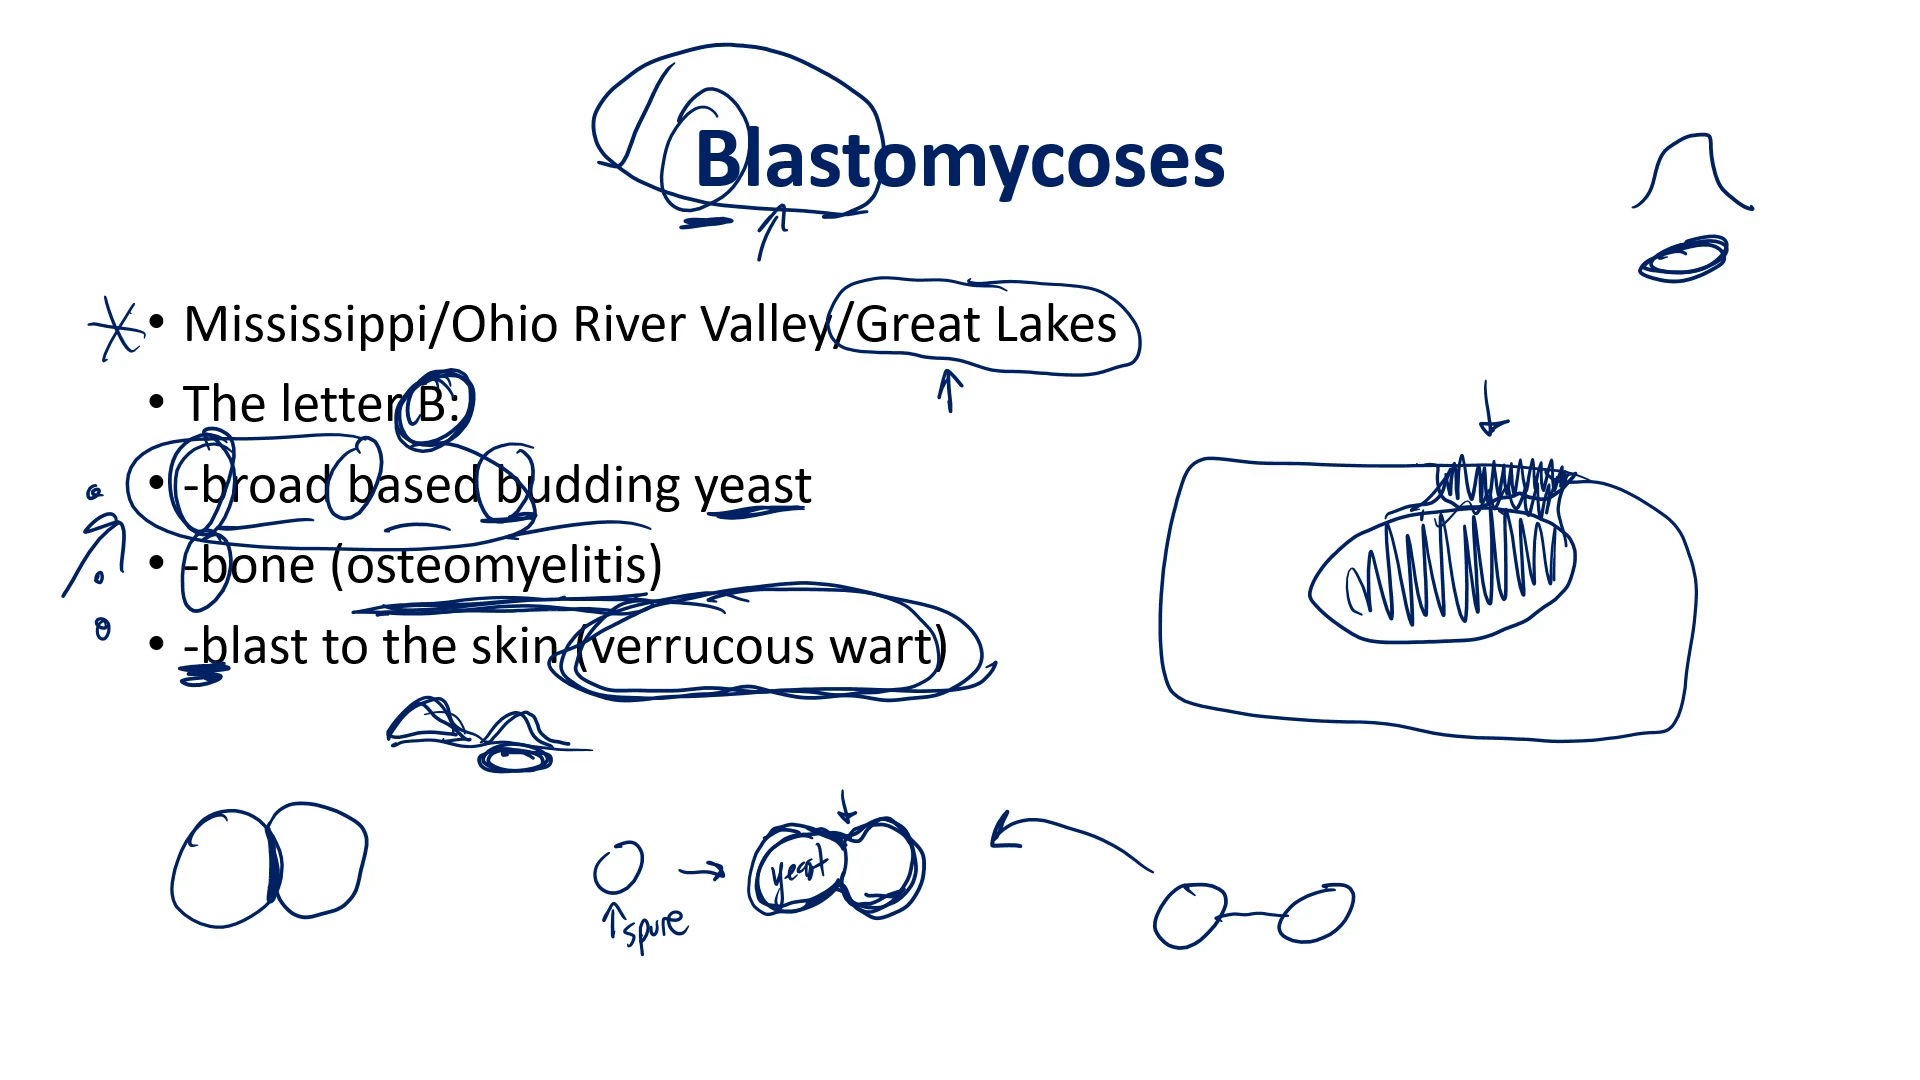 Blastomycoses
• Mississippi/Ohio River Valley/Great Lakes
• The letter B:
• -broad based budding yeast
• -bone (osteomyelitis)
• -blast to the skin (verrucous wart)
yeast
spore